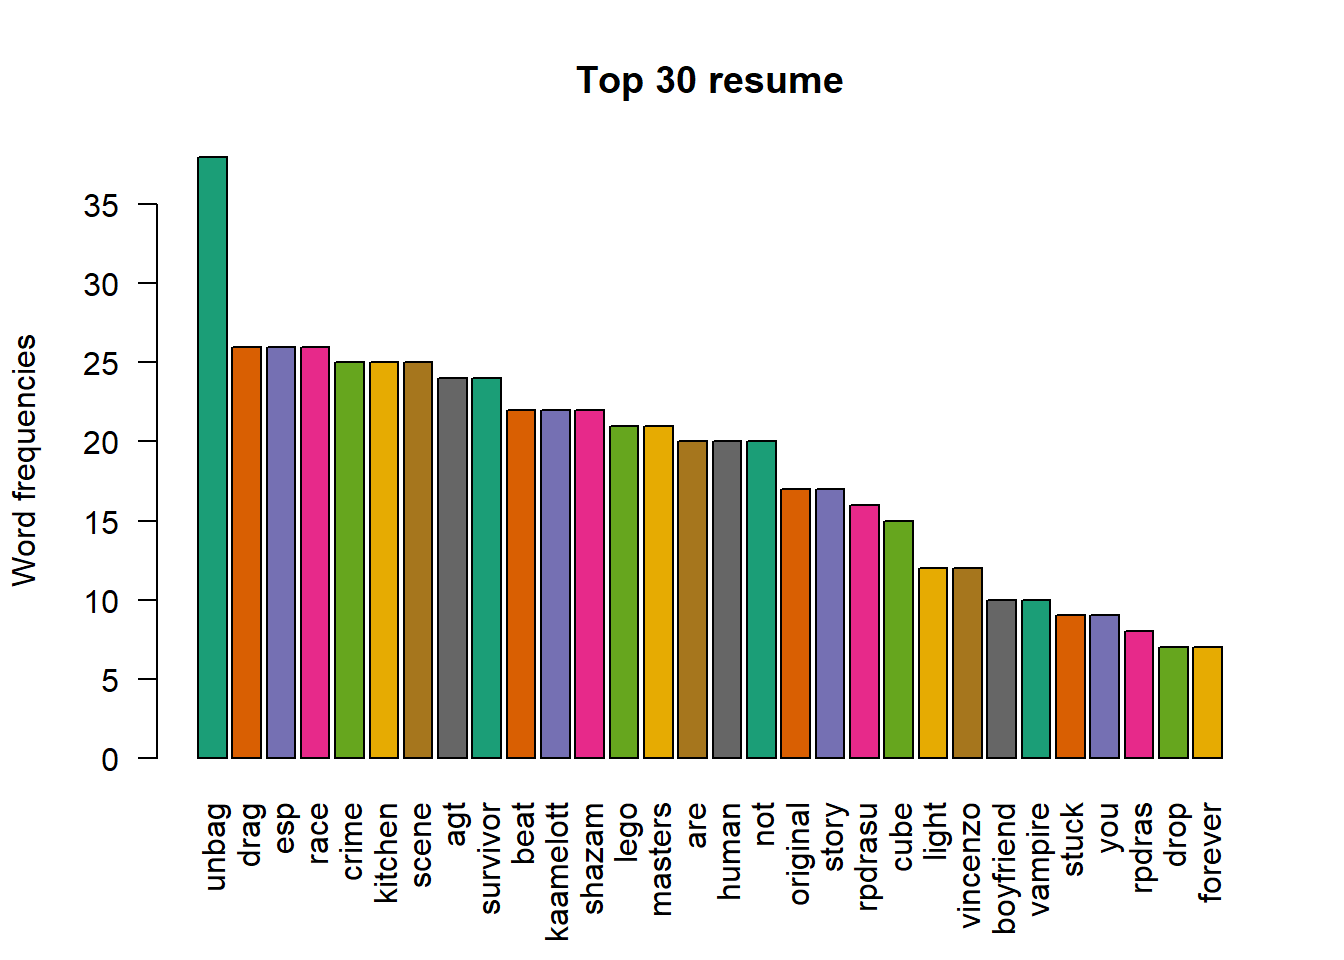 Top 30 resume
Word frequencies
35
30
25
20
15
10
5
0
unbag
drag
esp
race
crime
kitchen
scene
agt
survivor
beat
kaamelott
shazam
lego
masters
are
human
not
original
story
rpdrasu
cube
light
vincenzo
boyfriend
vampire
stuck
you
rpdras
drop
forever